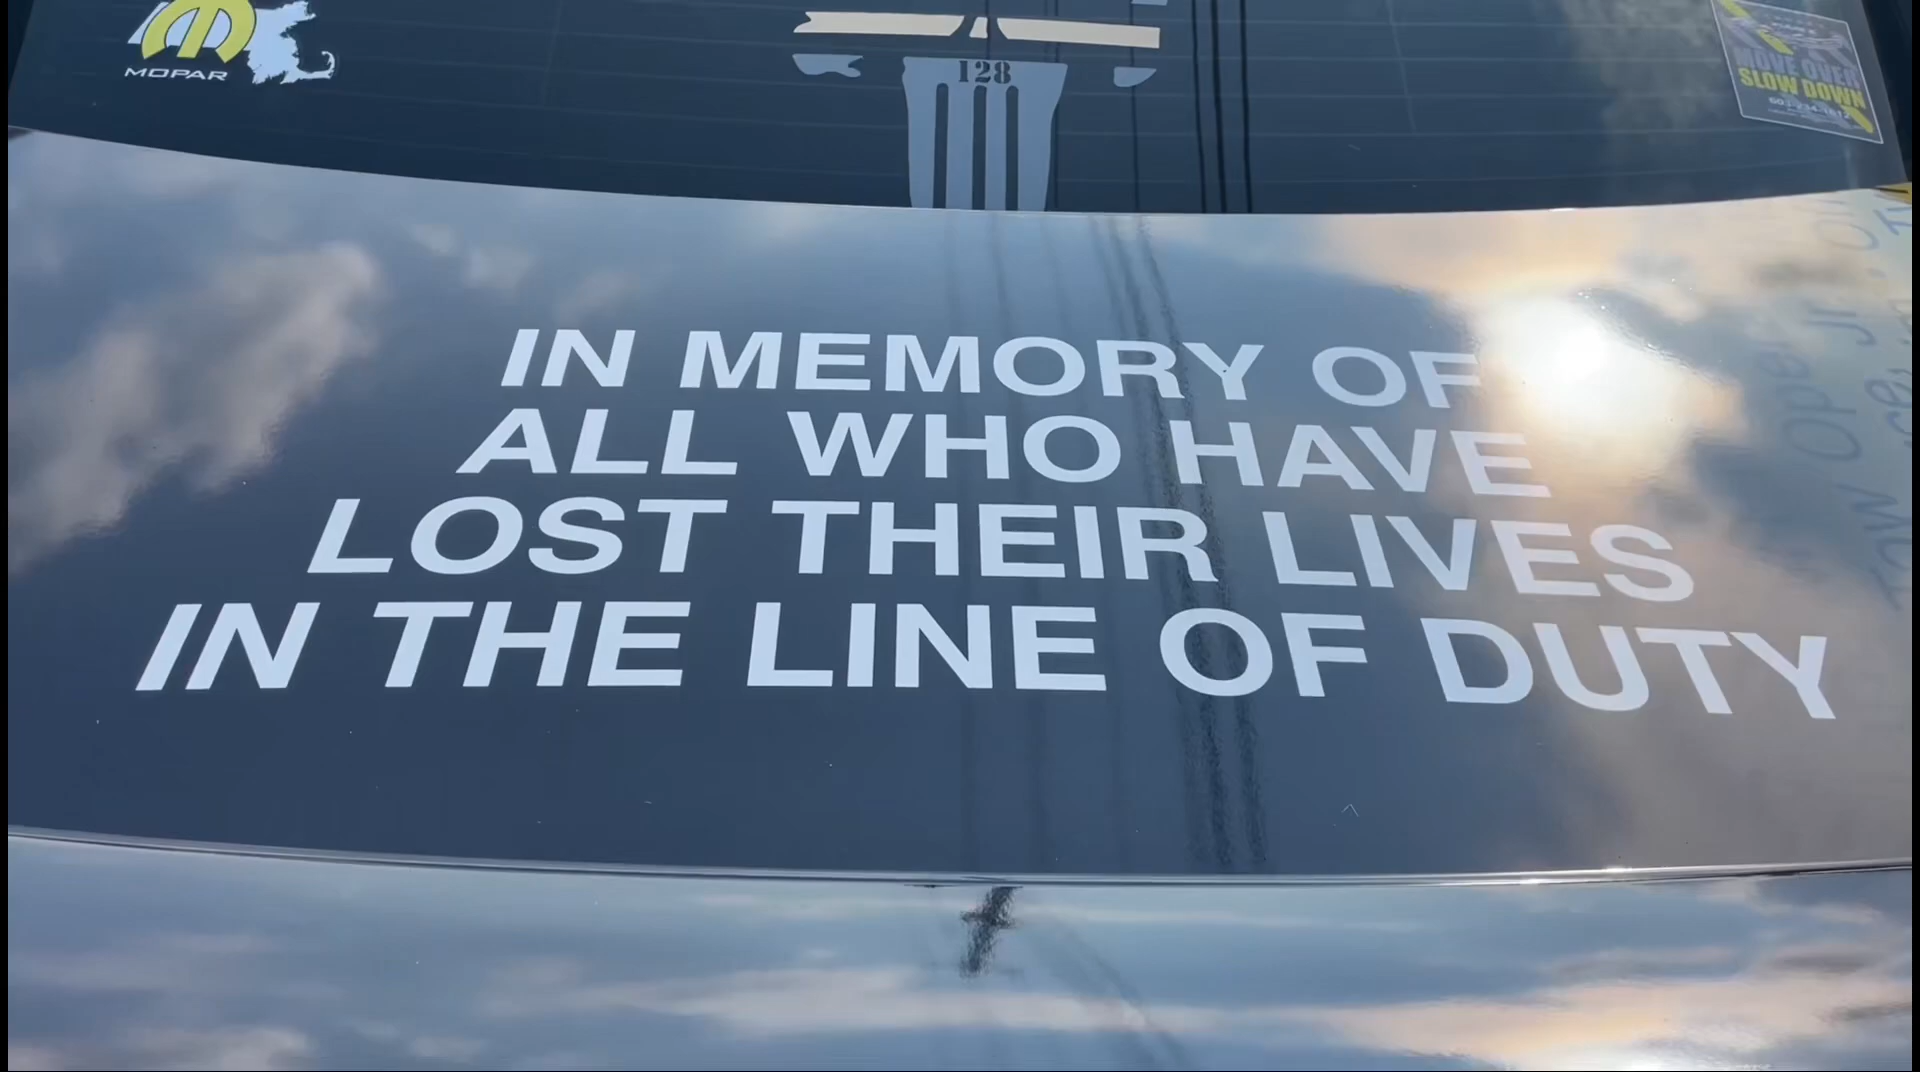 MOPAR
128
MOVE OVER
SLOW DOWN
IN MEMORY OF
ALL WHO HAVE
LOST THEIR LIVES
IN THE LINE OF DUTY